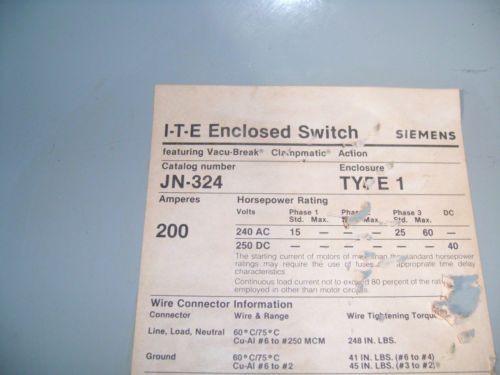 I-T-E Enclosed Switch SIEMENS
featuring Vacu-Break® Clampmatic® Action
Catalog number Enclosure
JN-324 TYPE 1
Amperes Horsepower Rating
Volts Phase 1 Phase 2 Phase 3 DC
Std. Max. Max. Std. Max.
200 240 AC 15 — — — 25 60 —
250 DC — — — — — — 40
The starting current of motors of more than standard horsepower
ratings may require the use of fuses appropriate time delay
characteristics.
Continuous load current not to exceed 80 percent of the
employed in other than motor circuits.
Wire Connector Information
Connector Wire & Range Wire Tightening Torque
Line, Load, Neutral 60°C/75°C
Cu-Al #6 to #250 MCM 248 IN. LBS.
Ground 60°C/75°C 41 IN. LBS. (#6 to #4)
Cu-Al #6 to #2 45 IN. LBS. (#3 to #2)